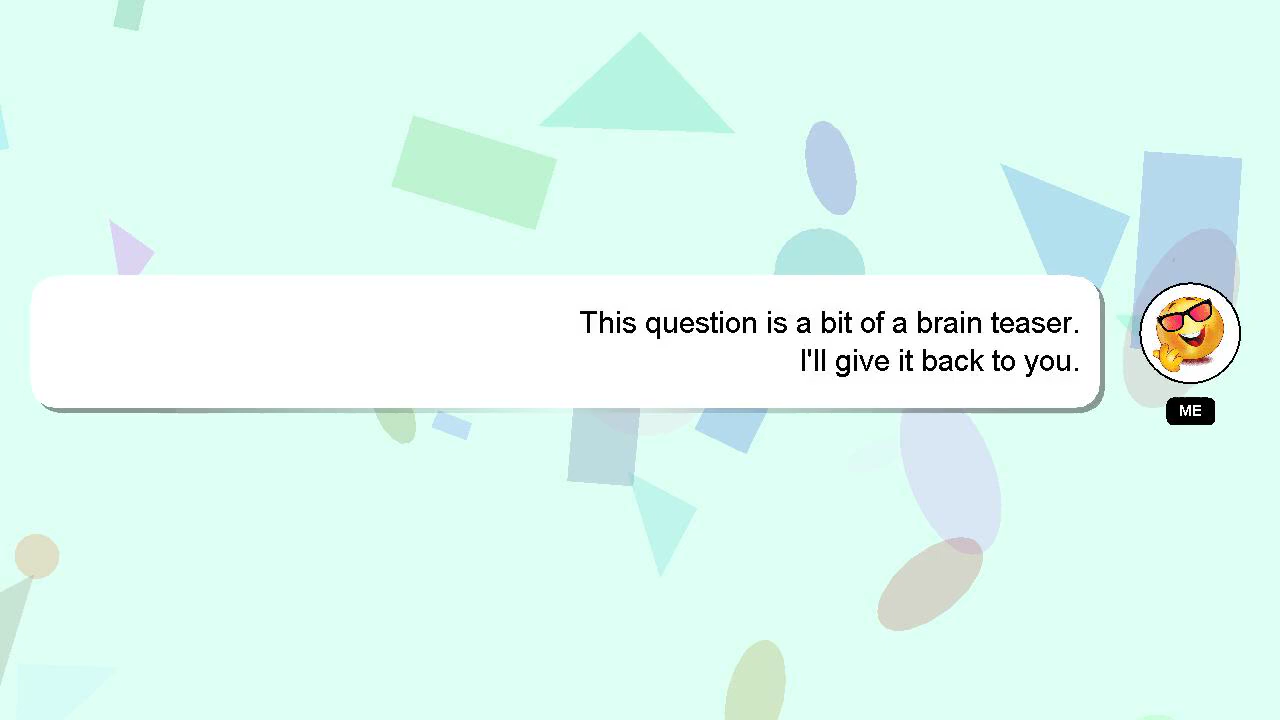 This question is a bit of a brain teaser.
I'll give it back to you.
ME